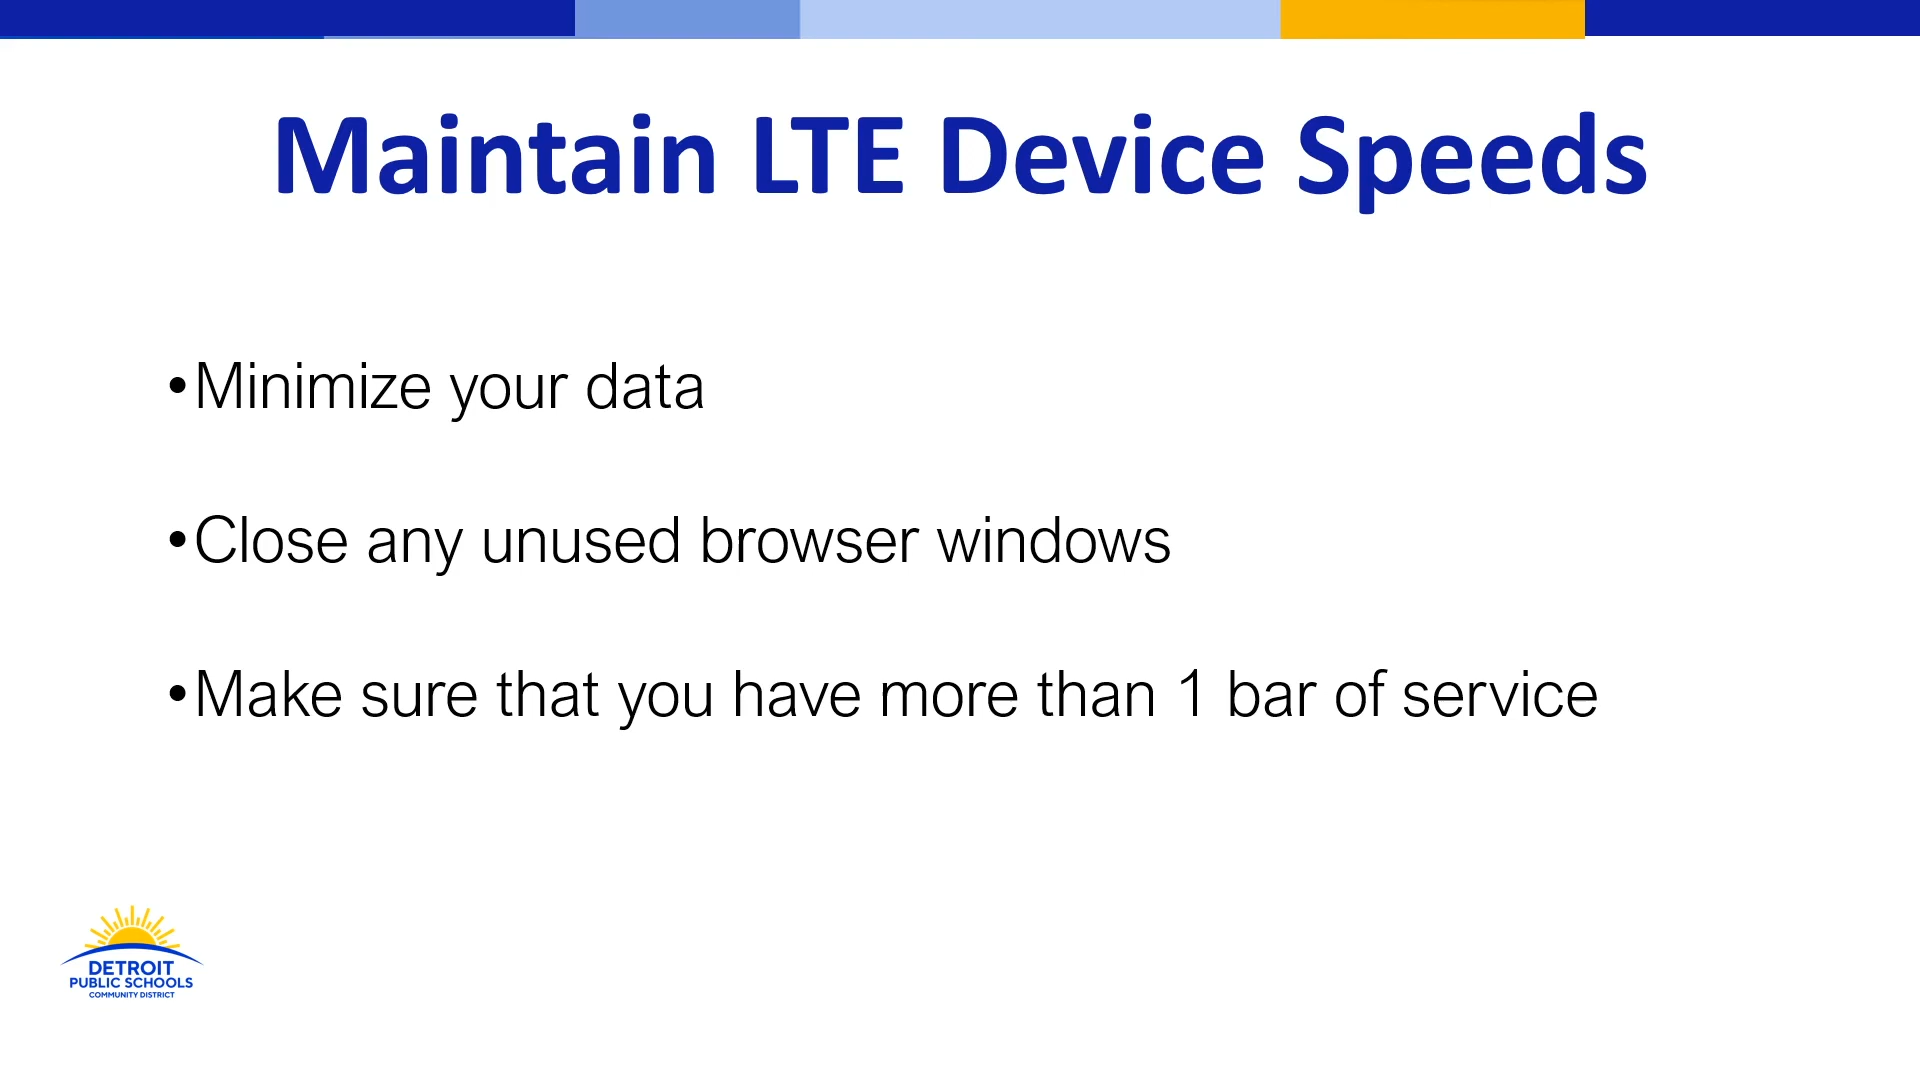 Maintain LTE Device Speeds
•Minimize your data
•Close any unused browser windows
•Make sure that you have more than 1 bar of service
DETROIT
PUBLIC SCHOOLS
COMMUNITY DISTRICT